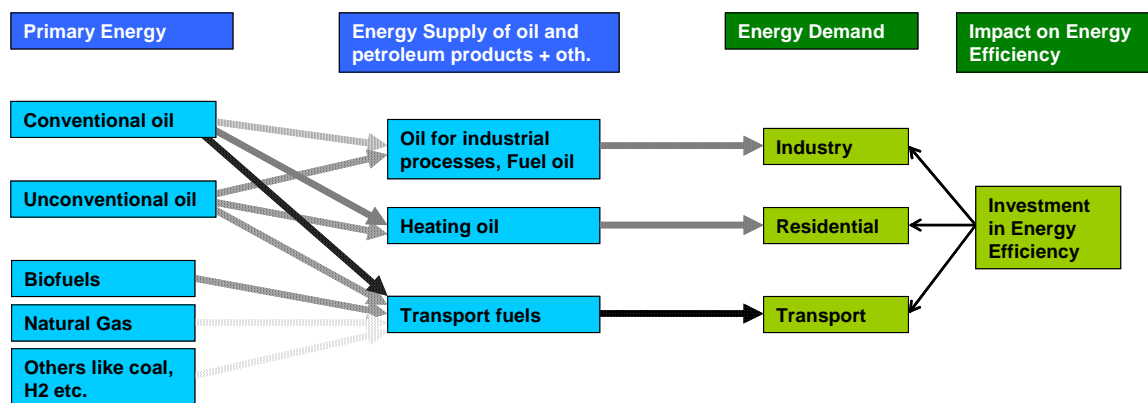 Primary Energy
Energy Supply of oil and
petroleum products + oth.
Energy Demand
Impact on Energy
Efficiency
Conventional oil
Unconventional oil
Biofuels
Natural Gas
Others like coal,
H2 etc.
Oil for industrial
processes, Fuel oil
Heating oil
Transport fuels
Industry
Residential
Transport
Investment
in Energy
Efficiency